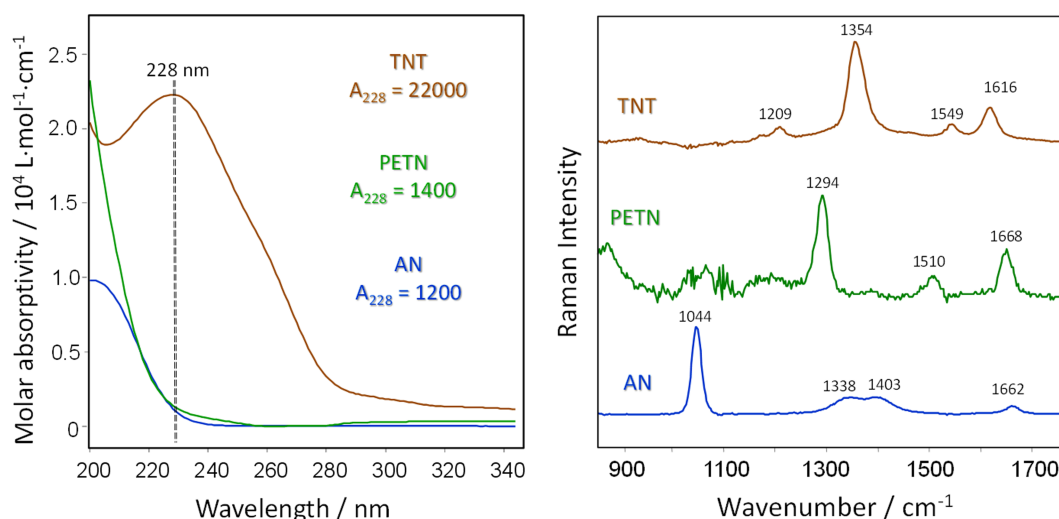 Molar absorptivity / 10⁴ L·mol⁻¹·cm⁻¹
2.5
2.0
1.5
1.0
0.5
0
228 nm
TNT
A₂₂₈ = 22000
PETN
A₂₂₈ = 1400
AN
A₂₂₈ = 1200
200 220 240 260 280 300 320 340
Wavelength / nm
Raman Intensity
1354
TNT
1209
1549
1616
1294
PETN
1510
1668
1044
AN
1338
1403
1662
900 1100 1300 1500 1700
Wavenumber / cm⁻¹